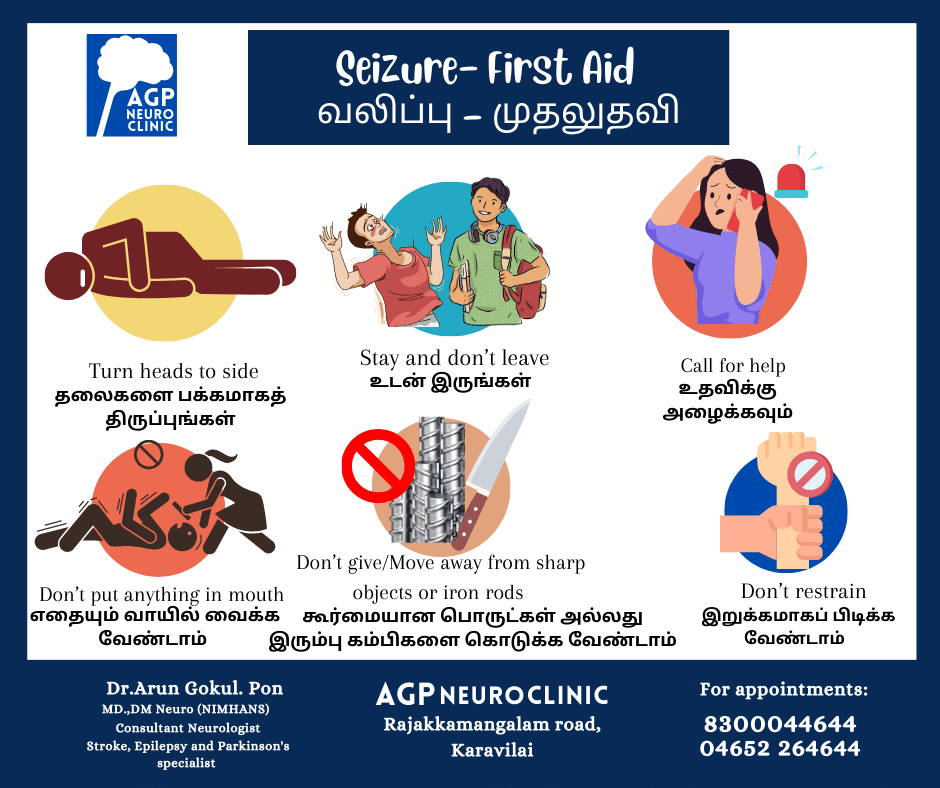 AGP
NEURO
CLINIC
Seizure- First Aid
வலிப்பு - முதலுதவி
Turn heads to side
தலைகளை பக்கமாகத்
திருப்புங்கள்
Stay and don't leave
உடன் இருங்கள்
Call for help
உதவிக்கு
அழைக்கவும்
Don't put anything in mouth
எதையும் வாயில் வைக்க
வேண்டாம்
Don't give/Move away from sharp
objects or iron rods
கூர்மையான பொருட்கள் அல்லது
இரும்பு கம்பிகளை கொடுக்க வேண்டாம்
Don't restrain
இறுக்கமாகப் பிடிக்க
வேண்டாம்
Dr.Arun Gokul. Pon
MD.,DM Neuro (NIMHANS)
Consultant Neurologist
Stroke, Epilepsy and Parkinson's
specialist
AGP NEURO CLINIC
Rajakkamangalam road,
Karavilai
For appointments:
8300044644
04652 264644